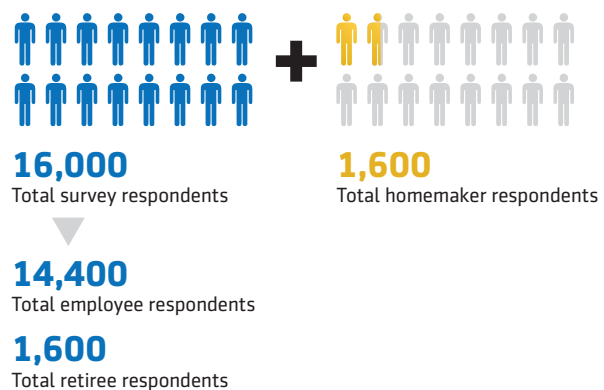 16,000
Total survey respondents
1,600
Total homemaker respondents
14,400
Total employee respondents
1,600
Total retiree respondents